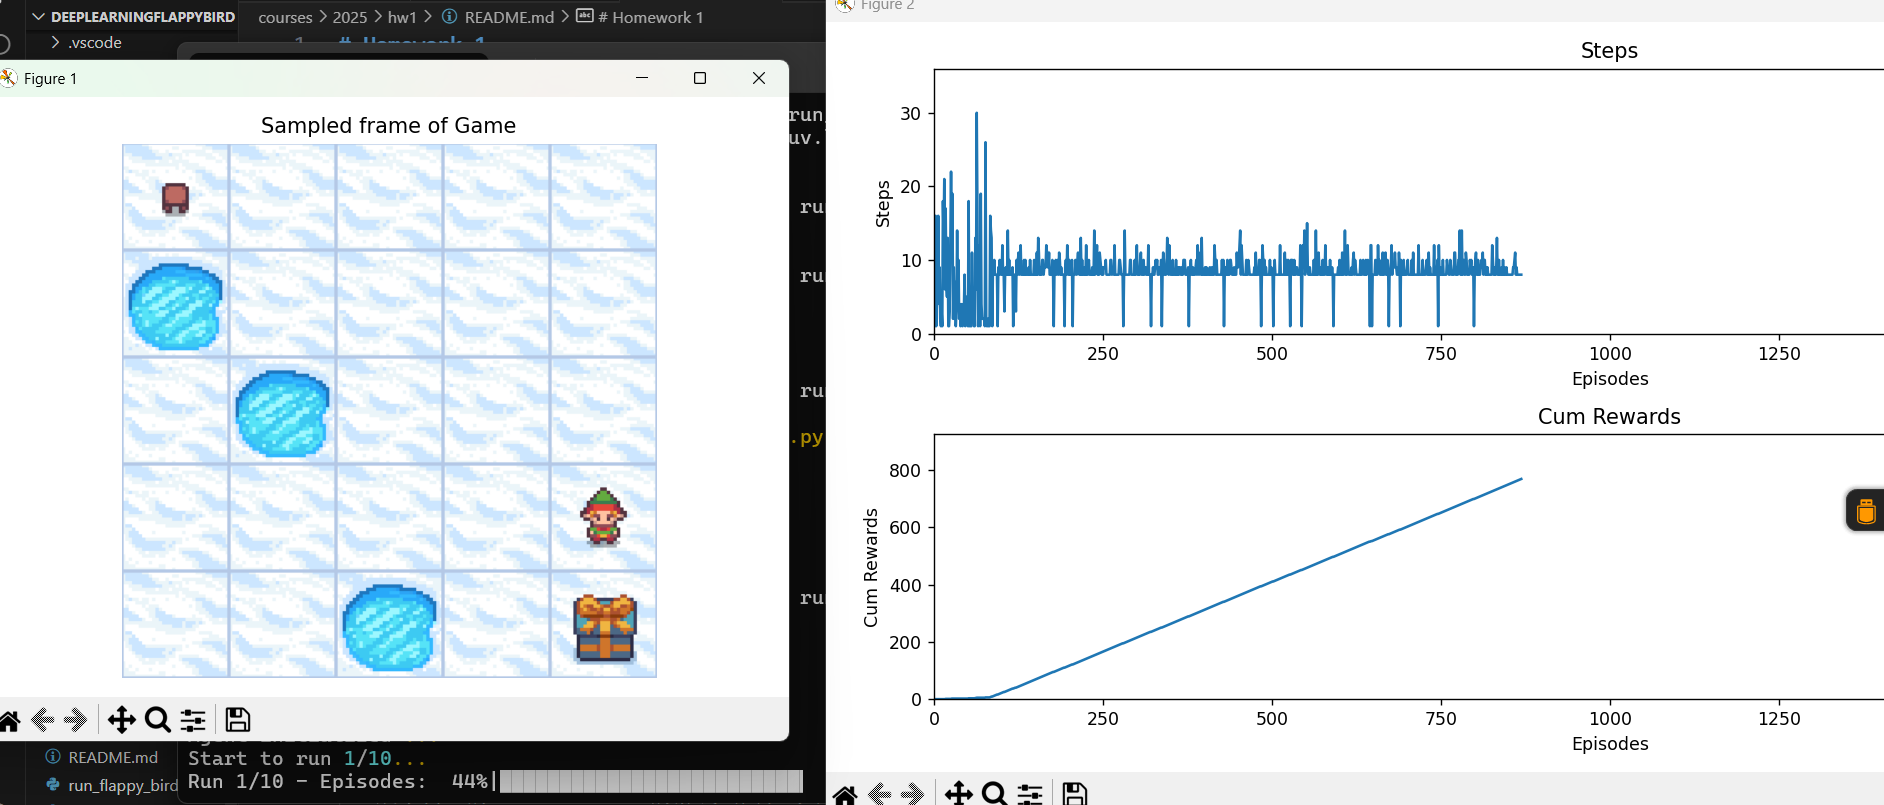 DEEPLEARNINGFLAPPYBIRD
.vscode
courses > 2025 > hw1 > README.md > # Homework 1
1 # Homework 1
Figure 1
Sampled frame of Game
run
uv.
ru
ru
ru
.py
ru
README.md
run_flappy_bird
Start to run 1/10...
Run 1/10 - Episodes: 44%|
Figure 2
Steps
Steps
30
20
10
0
0 250 500 750 1000 1250
Episodes
Cum Rewards
Cum Rewards
800
600
400
200
0
0 250 500 750 1000 1250
Episodes